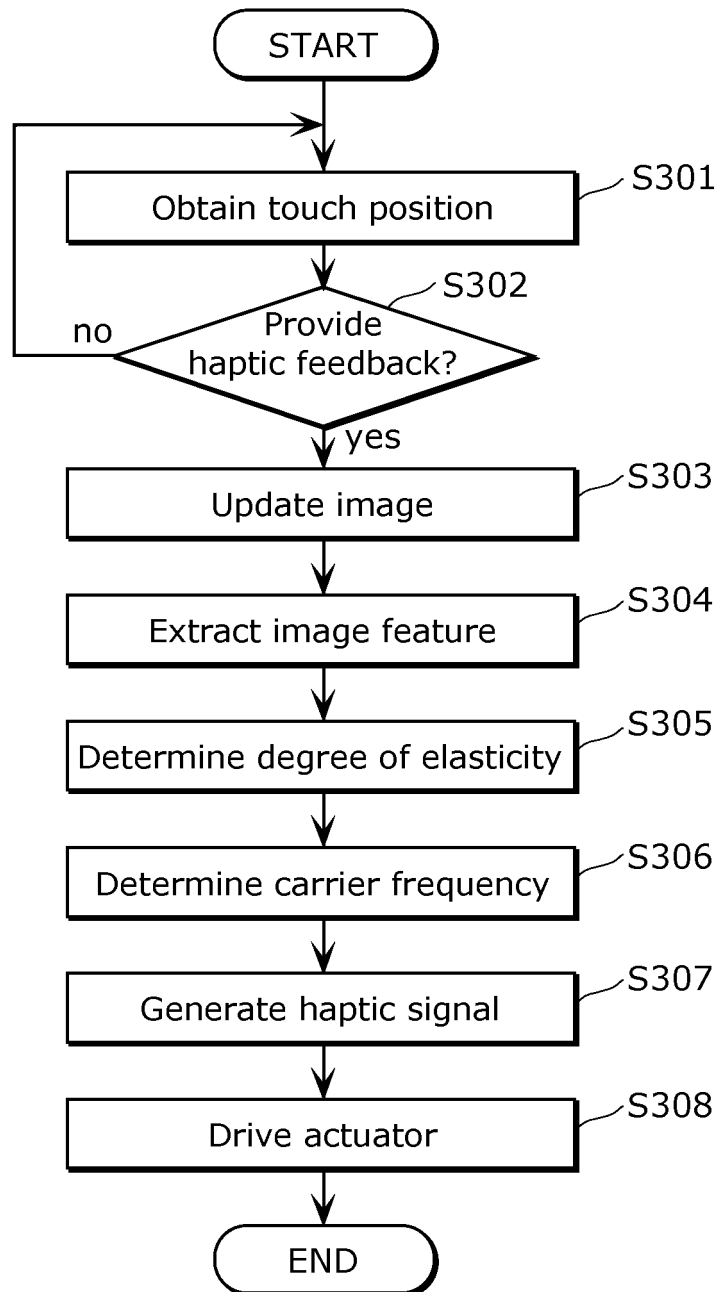 START
S301
Obtain touch position
S302
Provide
haptic feedback?
no
yes
S303
Update image
S304
Extract image feature
S305
Determine degree of elasticity
S306
Determine carrier frequency
S307
Generate haptic signal
S308
Drive actuator
END